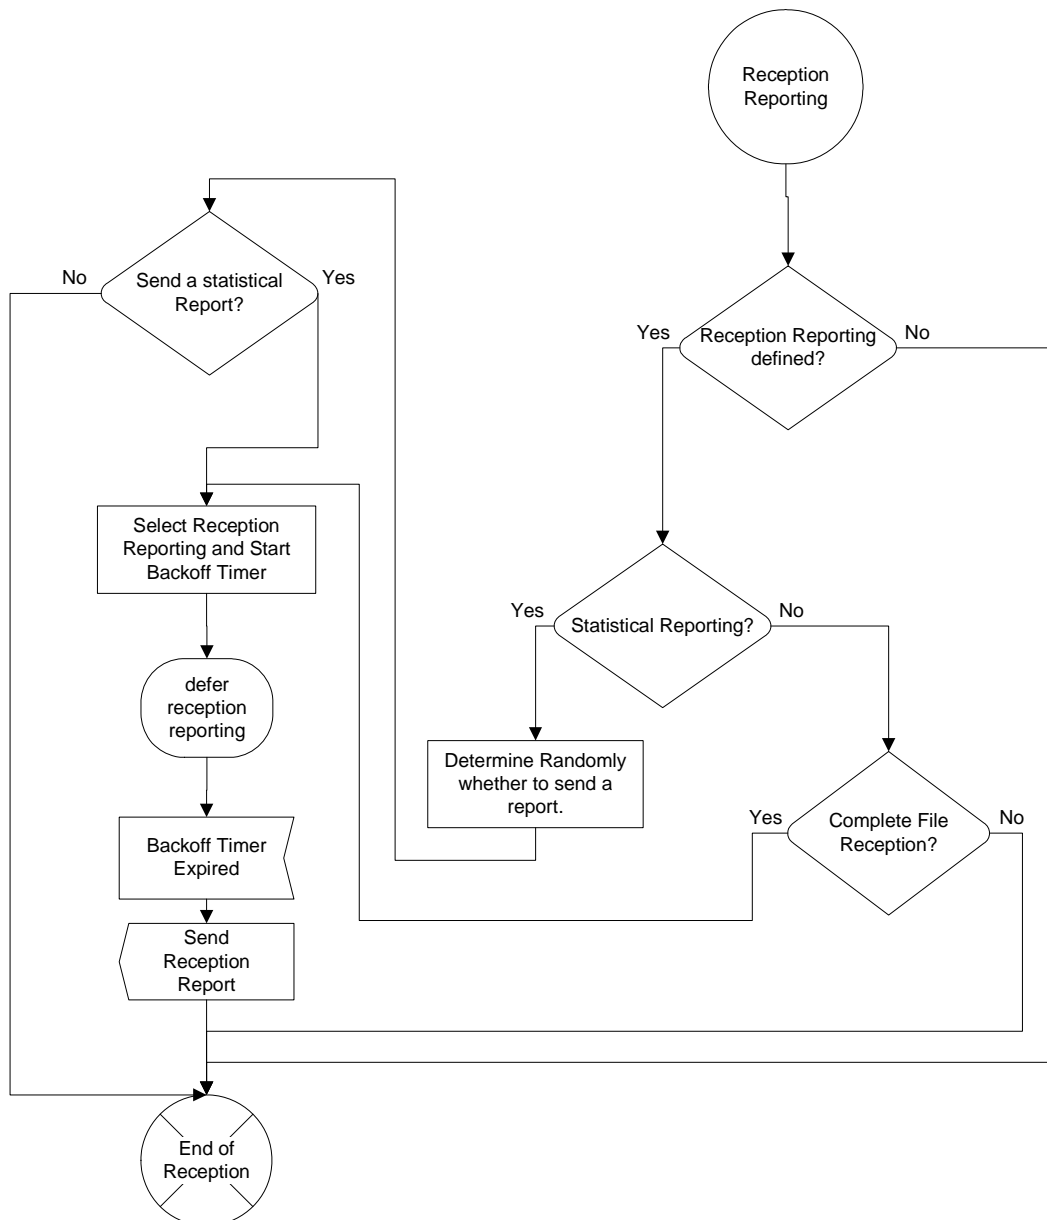 Reception
Reporting
No
Send a statistical
Report?
Yes
Yes
Reception Reporting
defined?
No
Select Reception
Reporting and Start
Backoff Timer
Yes
Statistical Reporting?
No
defer
reception
reporting
Determine Randomly
whether to send a
report.
Yes
Complete File
Reception?
No
Backoff Timer
Expired
Send
Reception
Report
End of
Reception